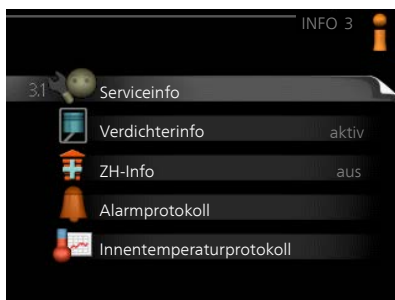 INFO 3
3.1 Serviceinfo
Verdichterinfo aktiv
ZH-Info aus
Alarmprotokoll
Innentemperaturprotokoll